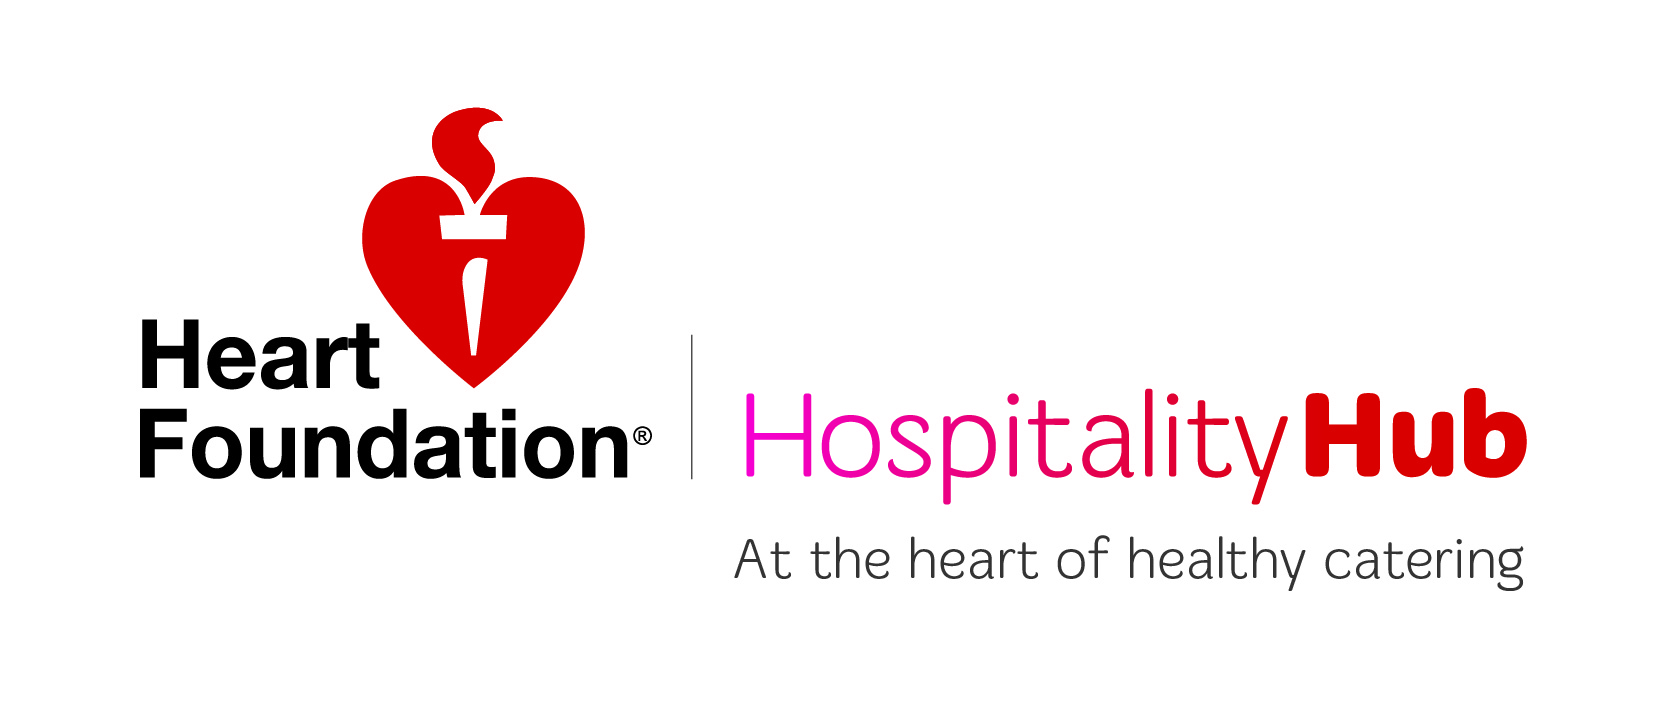 Heart
Foundation®
HospitalityHub
At the heart of healthy catering